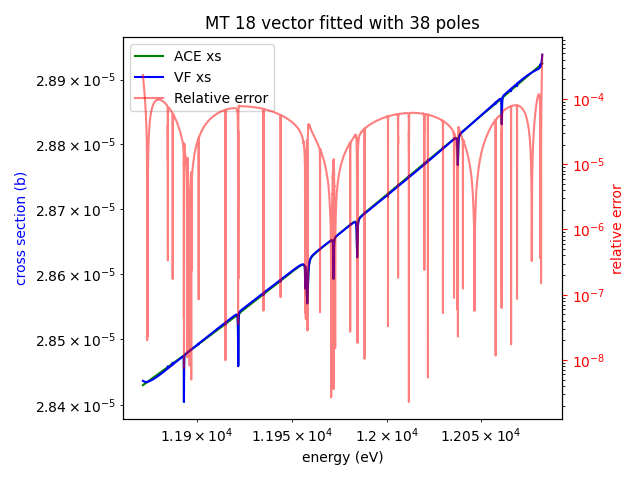 MT 18 vector fitted with 38 poles
ACE xs
VF xs
Relative error
2.89 × 10⁻⁵
2.88 × 10⁻⁵
2.87 × 10⁻⁵
2.86 × 10⁻⁵
2.85 × 10⁻⁵
2.84 × 10⁻⁵
cross section (b)
10⁻⁴
10⁻⁵
10⁻⁶
10⁻⁷
10⁻⁸
relative error
1.19 × 10⁴ 1.195 × 10⁴ 1.2 × 10⁴ 1.205 × 10⁴
energy (eV)